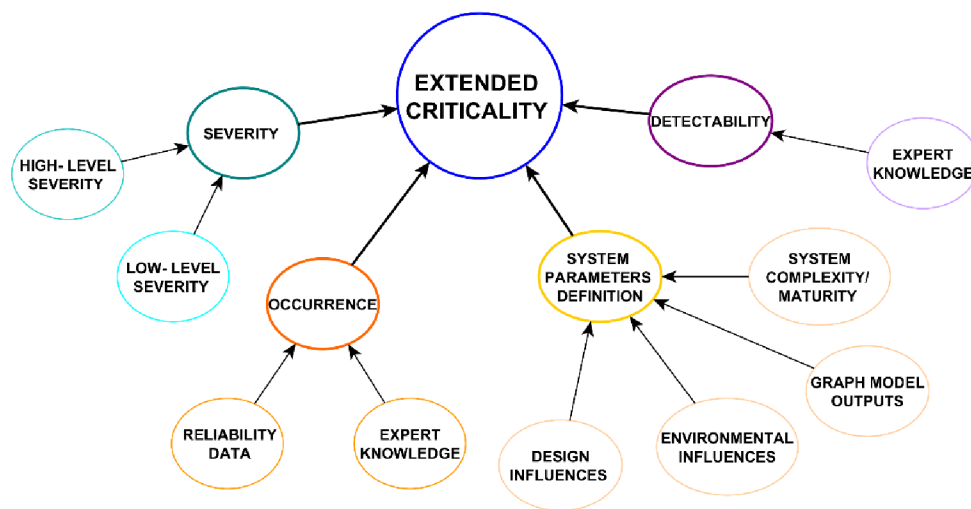 EXTENDED
CRITICALITY
SEVERITY
DETECTABILITY
HIGH- LEVEL
SEVERITY
EXPERT
KNOWLEDGE
LOW- LEVEL
SEVERITY
OCCURRENCE
SYSTEM
PARAMETERS
DEFINITION
SYSTEM
COMPLEXITY/
MATURITY
GRAPH MODEL
OUTPUTS
RELIABILITY
DATA
EXPERT
KNOWLEDGE
DESIGN
INFLUENCES
ENVIRONMENTAL
INFLUENCES